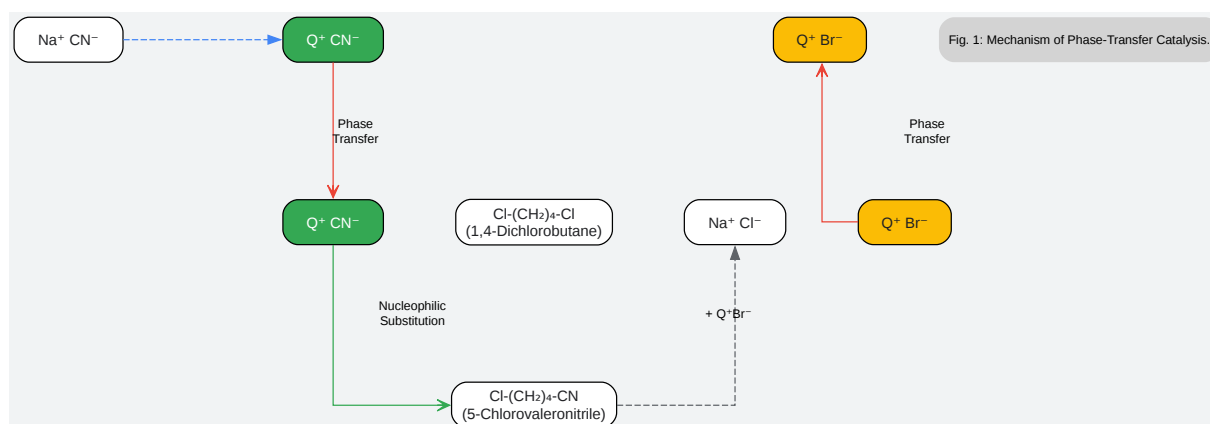 Na⁺ CN⁻
Q⁺ CN⁻
Q⁺ Br⁻
Fig. 1: Mechanism of Phase-Transfer Catalysis.
Phase
Transfer
Phase
Transfer
Q⁺ CN⁻
Cl-(CH₂)₄-Cl
(1,4-Dichlorobutane)
Na⁺ Cl⁻
Q⁺ Br⁻
Nucleophilic
Substitution
+ Q⁺Br⁻
Cl-(CH₂)₄-CN
(5-Chlorovaleronitrile)